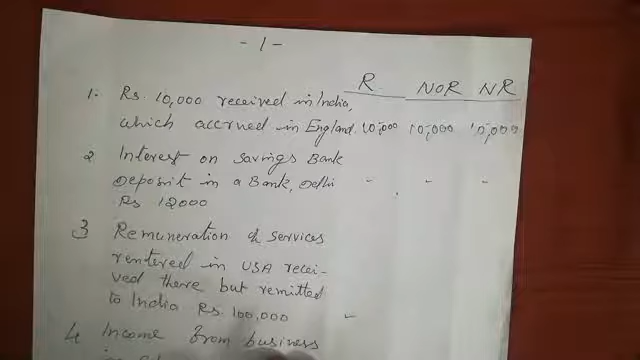 - 1 -
R NOR NR
1. Rs. 10,000 received in India,
which accrued in England. 10,000 10,000 10,000
2 Interest on savings Bank
Deposit in a Bank, Delhi " " "
Rs 12000
3 Remuneration of services
rentered in USA recei-
ved there but remitted
to India Rs. 100,000 "
4 Income from business